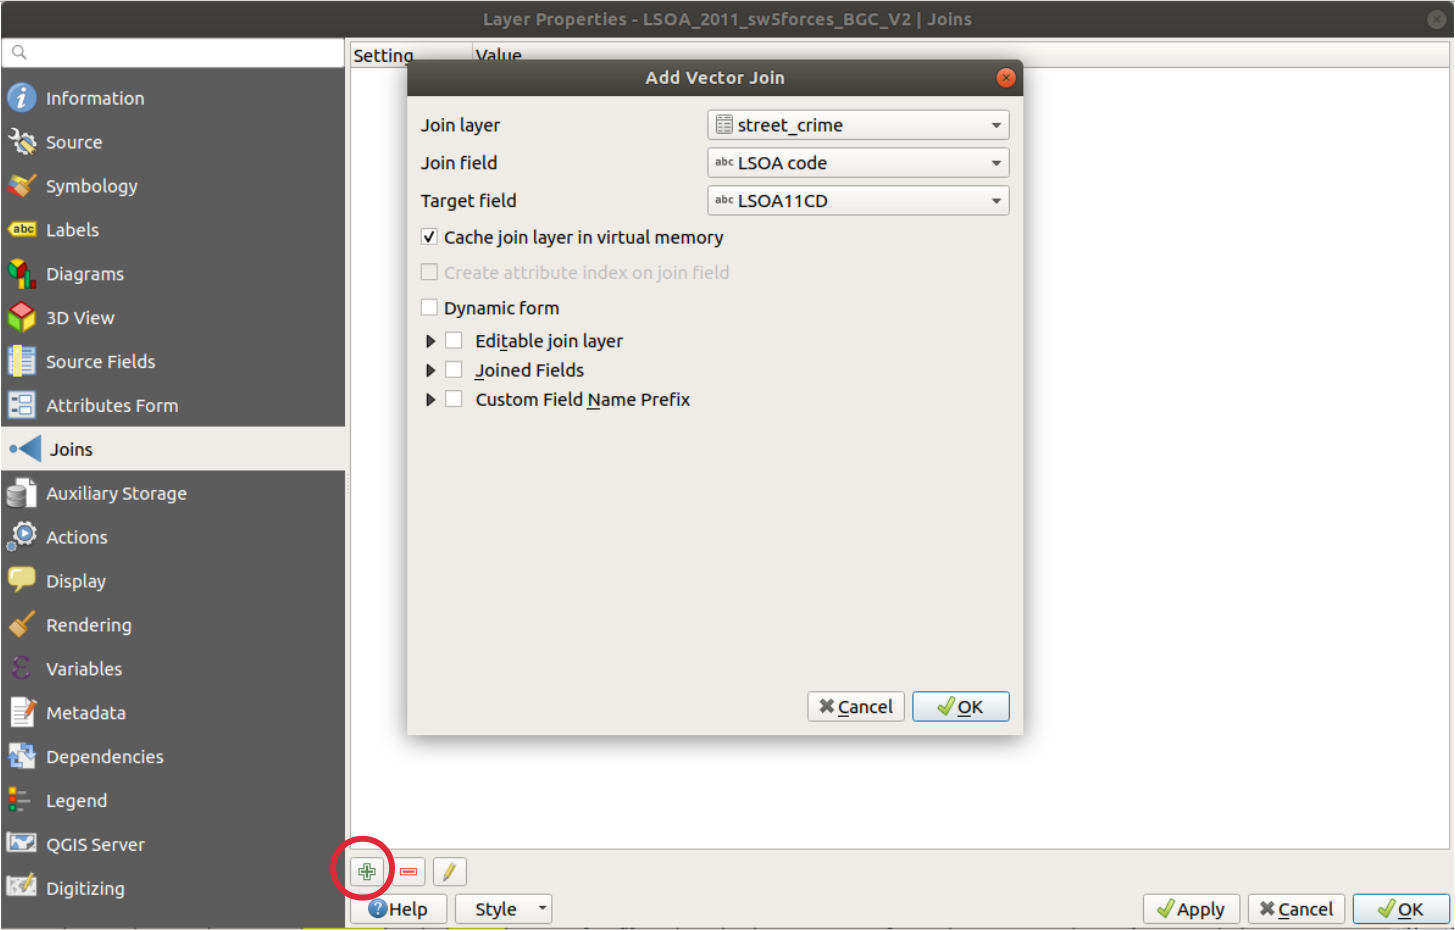 Layer Properties - LSOA_2011_sw5forces_BGC_V2 | Joins
Setting Value
Information
Source
Symbology
abc Labels
Diagrams
3D View
Source Fields
Attributes Form
Joins
Auxiliary Storage
Actions
Display
Rendering
Variables
Metadata
Dependencies
Legend
QGIS Server
Digitizing
Add Vector Join
Join layer street_crime
Join field abc LSOA code
Target field abc LSOA11CD
Cache join layer in virtual memory
Create attribute index on join field
Dynamic form
Editable join layer
Joined Fields
Custom Field Name Prefix
Cancel OK
Help Style Apply Cancel OK